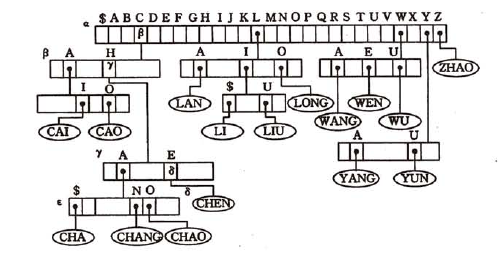 α $ABCDEFGHIJKLMNOPQRSTUVWXYZ
β
β A H
γ
A I O
A E U
ZHAO
I O
LAN
LONG
WANG
WEN
WU
$ U
CAI
CAO
LI
LIU
A U
YANG
YUN
γ A E
δ
$ N O
δ
CHEN
ε
CHA
CHANG
CHAO